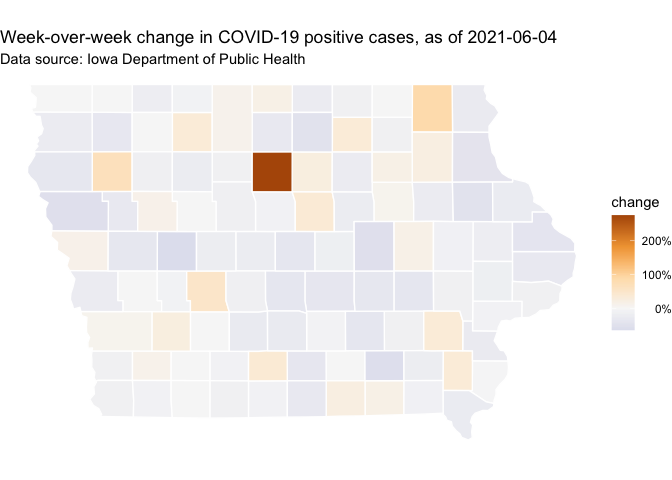 Week-over-week change in COVID-19 positive cases, as of 2021-06-04
Data source: Iowa Department of Public Health
change
200%
100%
0%